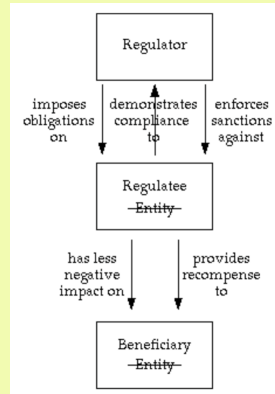 Regulator
imposes
obligations
on
demonstrates
compliance
to
enforces
sanctions
against
Regulatee
Entity
has less
negative
impact on
provides
recompense
to
Beneficiary
Entity